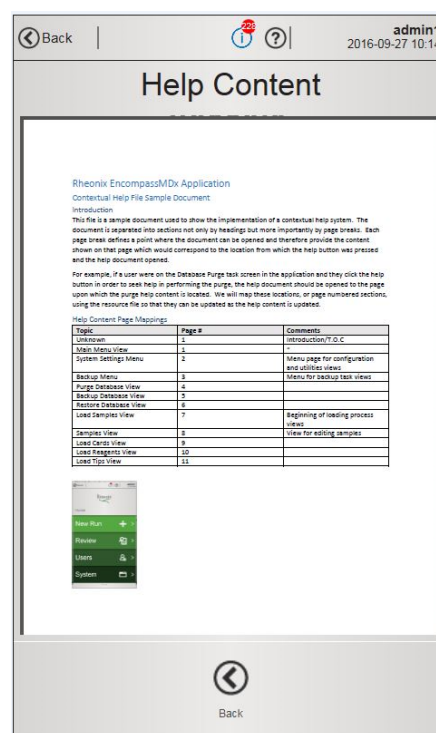 Back
228
admin1
2016-09-27 10:14
Help Content
Rheonix EncompassMDx Application
Contextual Help File Sample Document
Introduction
This file is a sample document used to show the implementation of a contextual help system. The
document is separated into sections not only by headings but more importantly by page breaks. Each
page break defines a point where the document can be opened and therefore provide the content
shown on that page which would correspond to the location from which the help button was pressed
and the help document opened.
For example, if a user were on the Database Purge task screen in the application and they click the help
button in order to seek help in performing the purge, the help document should be opened to the page
upon which the purge help content is located. We will map these locations, or page numbered sections,
using the resource file so that they can be updated as the help content is updated.
Help Content Page Mappings
Topic Page # Comments
Unknown 1 Introduction/T.O.C
Main Menu View 1 "
System Settings Menu 2 Menu page for configuration
and utilities views
Backup Menu 3 Menu for backup task views
Purge Database View 4
Backup Database View 5
Restore Database View 6
Load Samples View 7 Beginning of loading process
views
Samples View 8 View for editing samples
Load Cards View 9
Load Reagents View 10
Load Tips View 11
New Run
Review
Users
System
Back